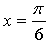 x = π/6